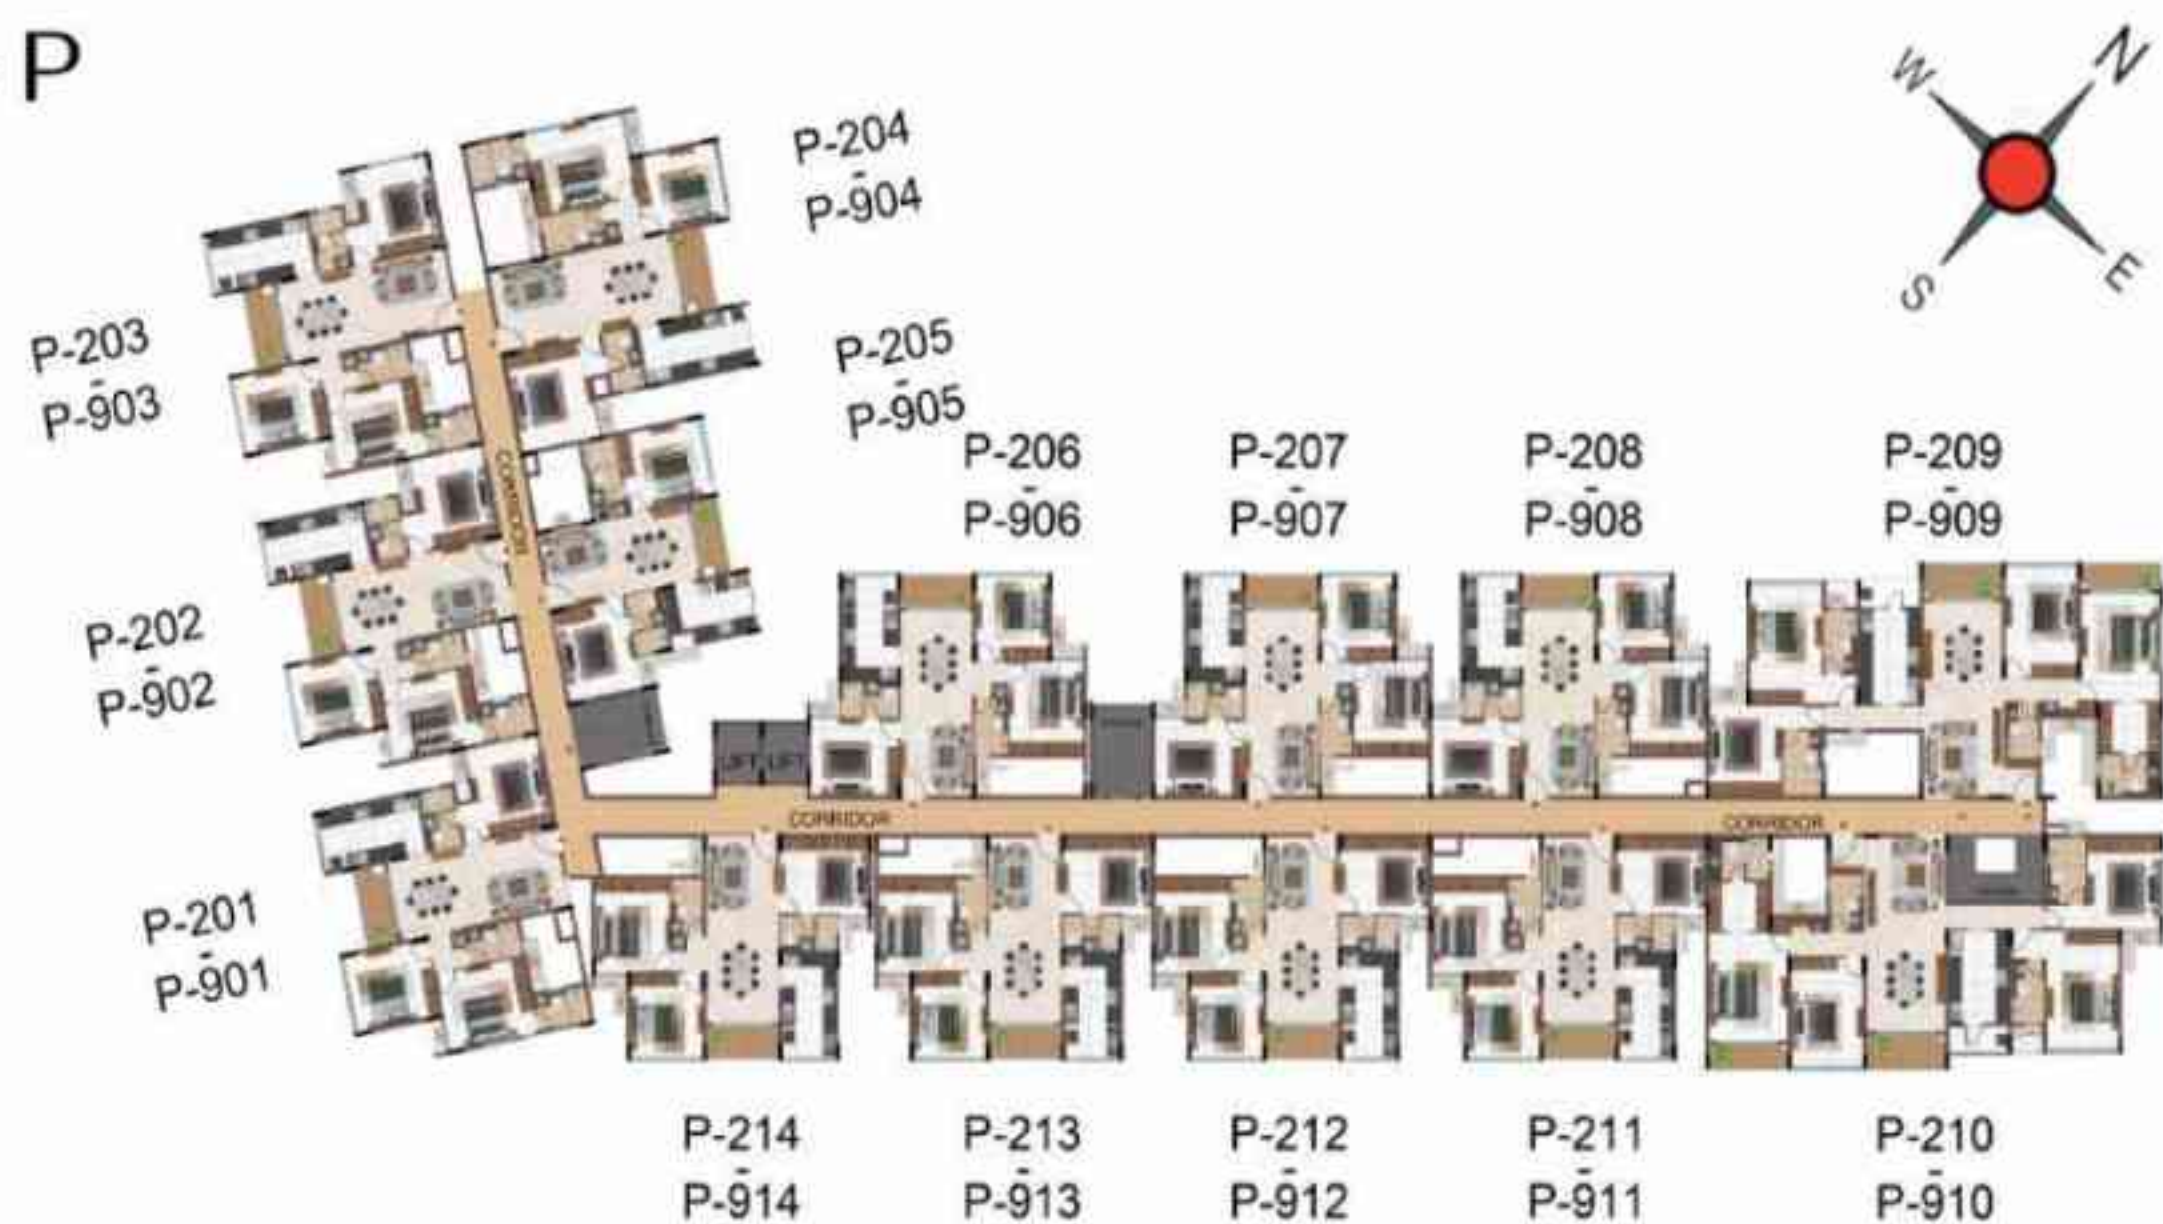 P
W
N
S
E
P-204
-
P-904
P-203
-
P-903
P-205
-
P-905
P-206
-
P-906
P-207
-
P-907
P-208
-
P-908
P-209
-
P-909
CORRIDOR
P-202
-
P-902
LIFT LIFT
CORRIDOR
CORRIDOR
P-201
-
P-901
P-214
-
P-914
P-213
-
P-913
P-212
-
P-912
P-211
-
P-911
P-210
-
P-910